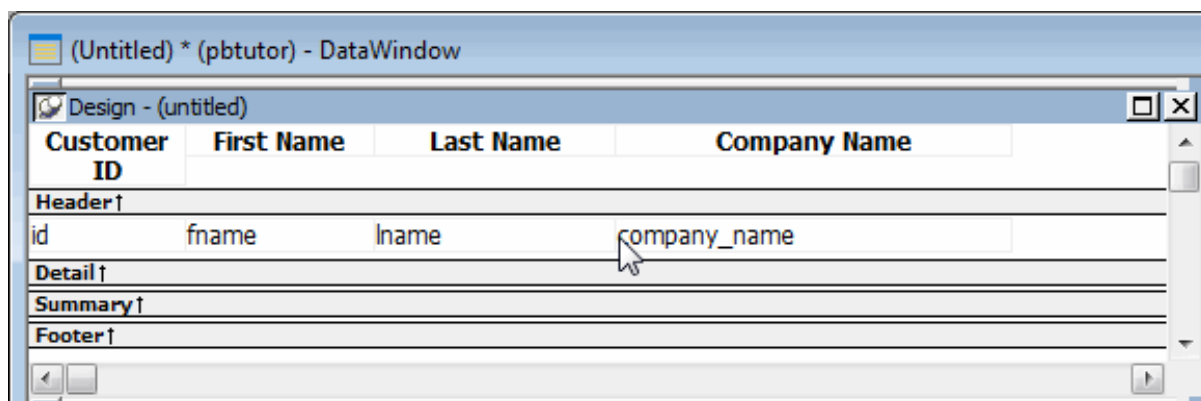 (Untitled) * (pbtutor) - DataWindow
Design - (untitled)
Customer ID First Name Last Name Company Name
Header↑
id fname lname company_name
Detail↑
Summary↑
Footer↑